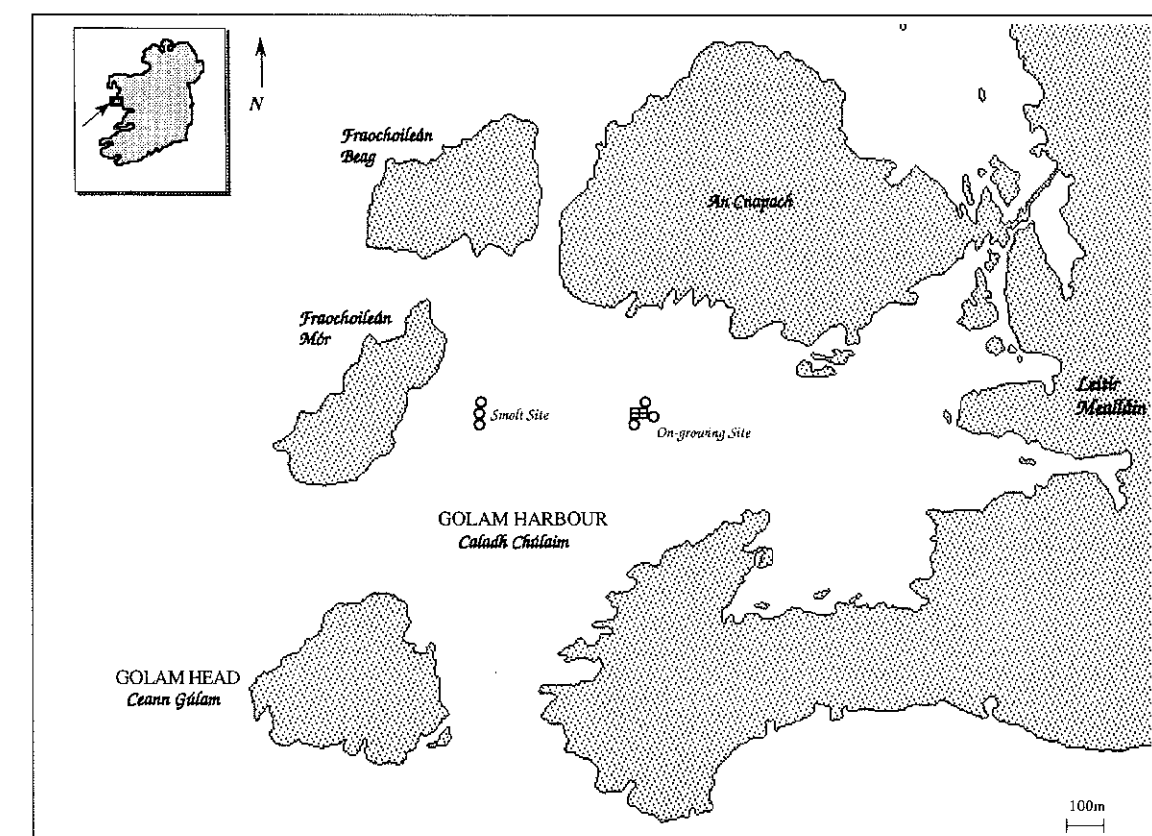 N
Fraochoileán
Beag
An Cnapach
Fraochoileán
Mór
Leitir
Mealláin
Smolt Site
On-growing Site
GOLAM HARBOUR
Caladh Chúlaim
GOLAM HEAD
Ceann Gúlam
100m